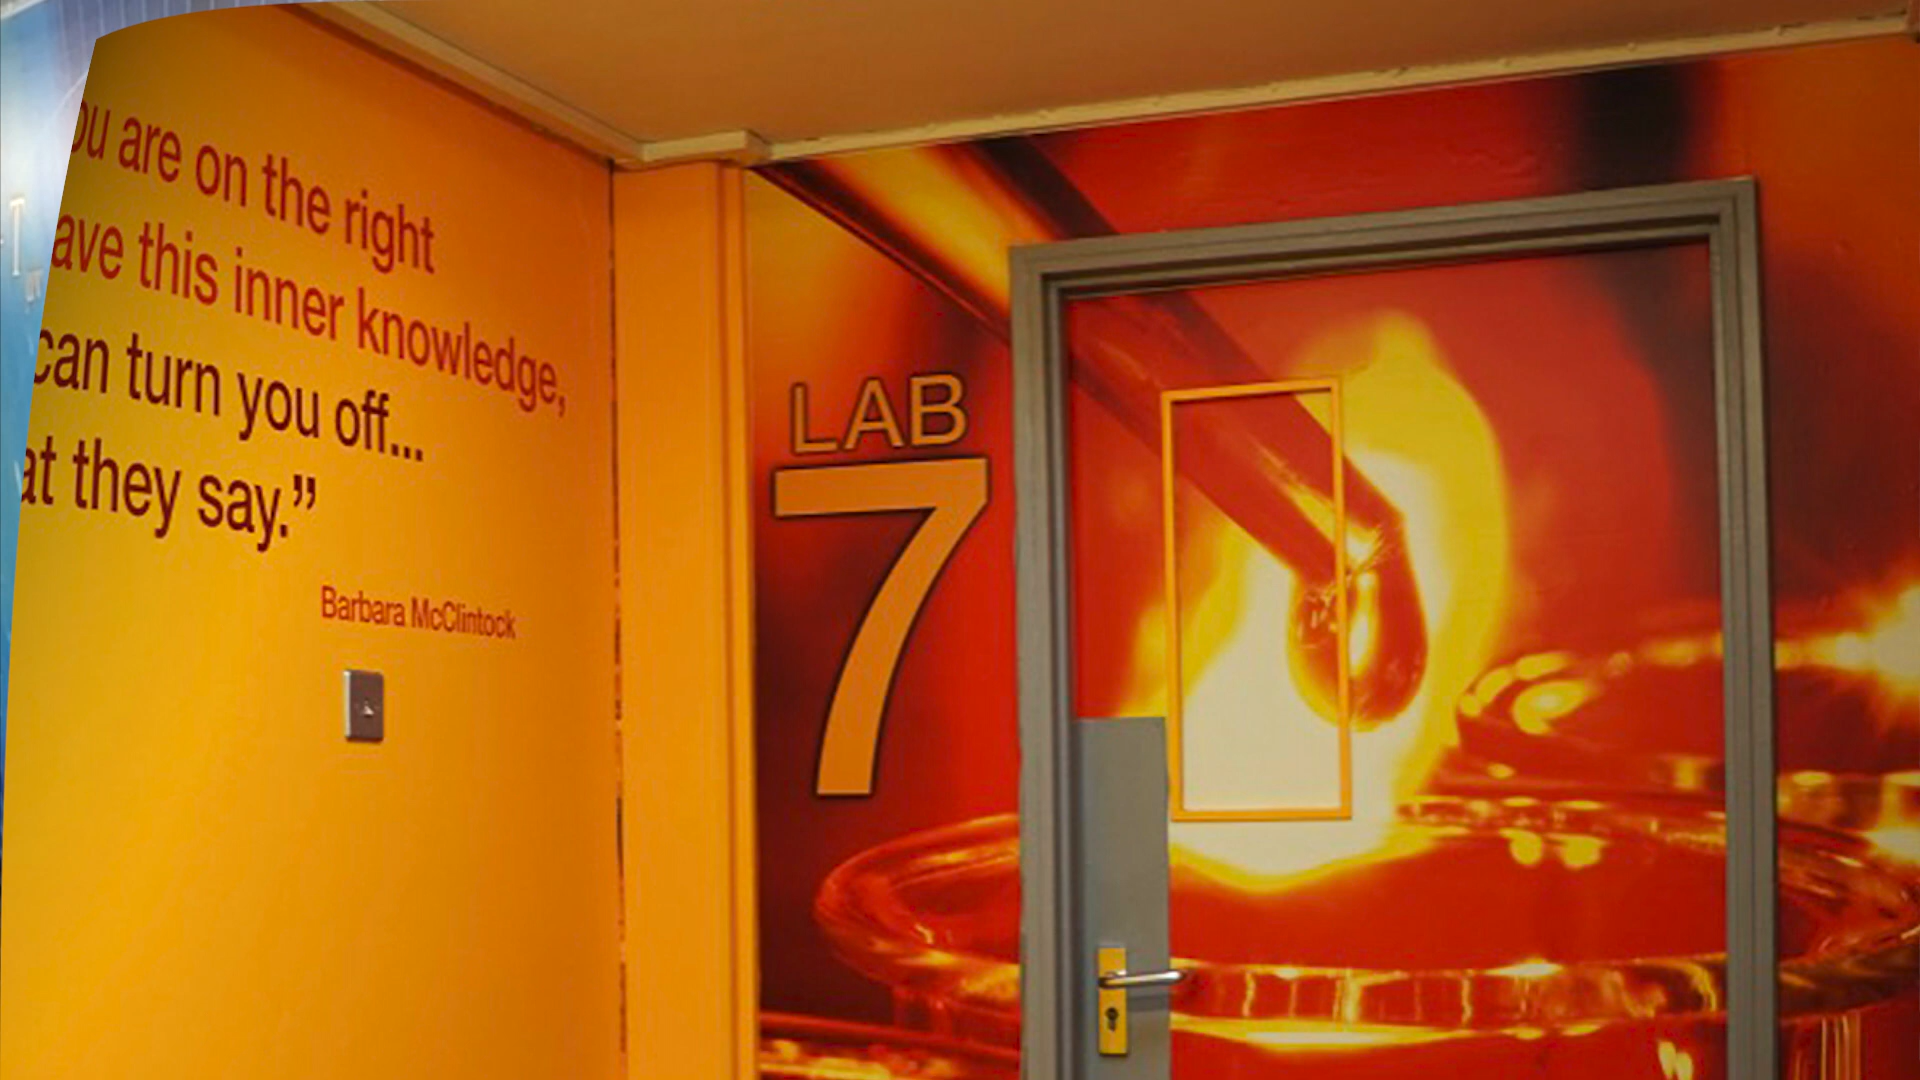 ou are on the right
ave this inner knowledge,
can turn you off...
at they say.”
Barbara McClintock
LAB
7